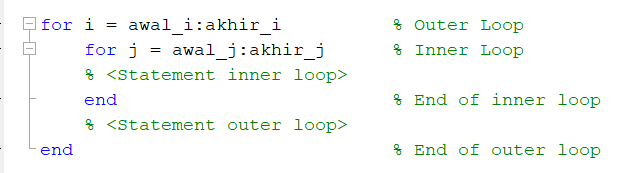 for i = awal_i:akhir_i % Outer Loop
for j = awal_j:akhir_j % Inner Loop
% <Statement inner loop>
end % End of inner loop
% <Statement outer loop>
end % End of outer loop